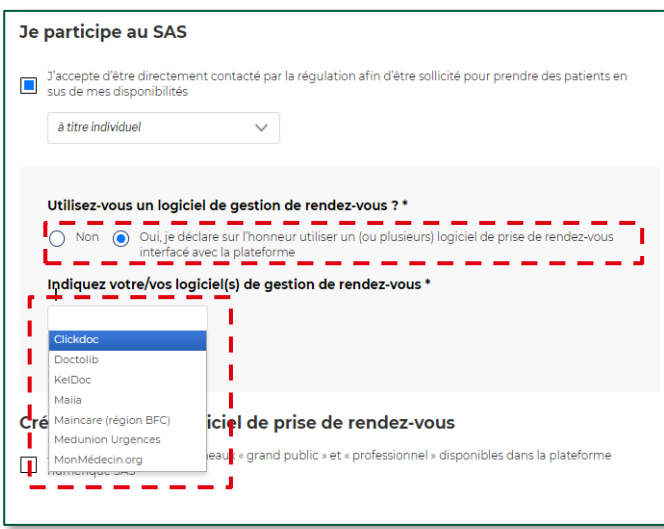 Je participe au SAS
J'accepte d'être directement contacté par la régulation afin d'être sollicité pour prendre des patients en
sus de mes disponibilités
à titre individuel
Utilisez-vous un logiciel de gestion de rendez-vous ? *
Non
Oui, je déclare sur l'honneur utiliser un (ou plusieurs) logiciel de prise de rendez-vous
interfacé avec la plateforme
Indiquez votre/vos logiciel(s) de gestion de rendez-vous *
Clickdoc
Doctolib
KelDoc
Maiia
Maincare (région BFC)
Medunion Urgences
MonMédecin.org
Cré iciel de prise de rendez-vous
neaux « grand public » et « professionnel » disponibles dans la plateforme
numérique SAS